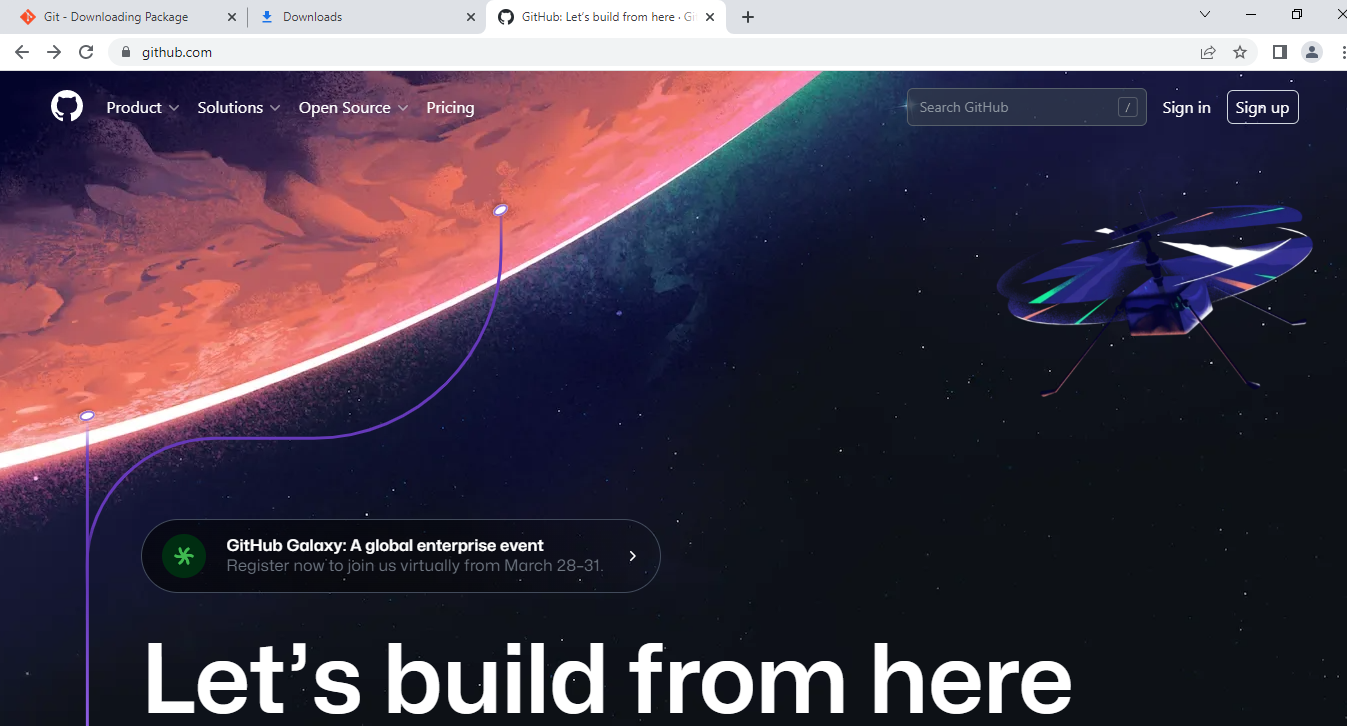 Git - Downloading Package
Downloads
GitHub: Let's build from here · Gi
github.com
Product
Solutions
Open Source
Pricing
Search GitHub
/
Sign in
Sign up
GitHub Galaxy: A global enterprise event
Register now to join us virtually from March 28–31.
Let's build from here